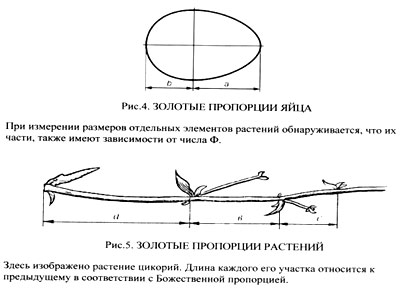 b a
Рис.4. ЗОЛОТЫЕ ПРОПОРЦИИ ЯЙЦА
При измерении размеров отдельных элементов растений обнаруживается, что их
части, также имеют зависимости от числа Ф.
d в c
Рис.5. ЗОЛОТЫЕ ПРОПОРЦИИ РАСТЕНИЙ
Здесь изображено растение цикорий. Длина каждого его участка относится к
предыдущему в соответствии с Божественной пропорцией.